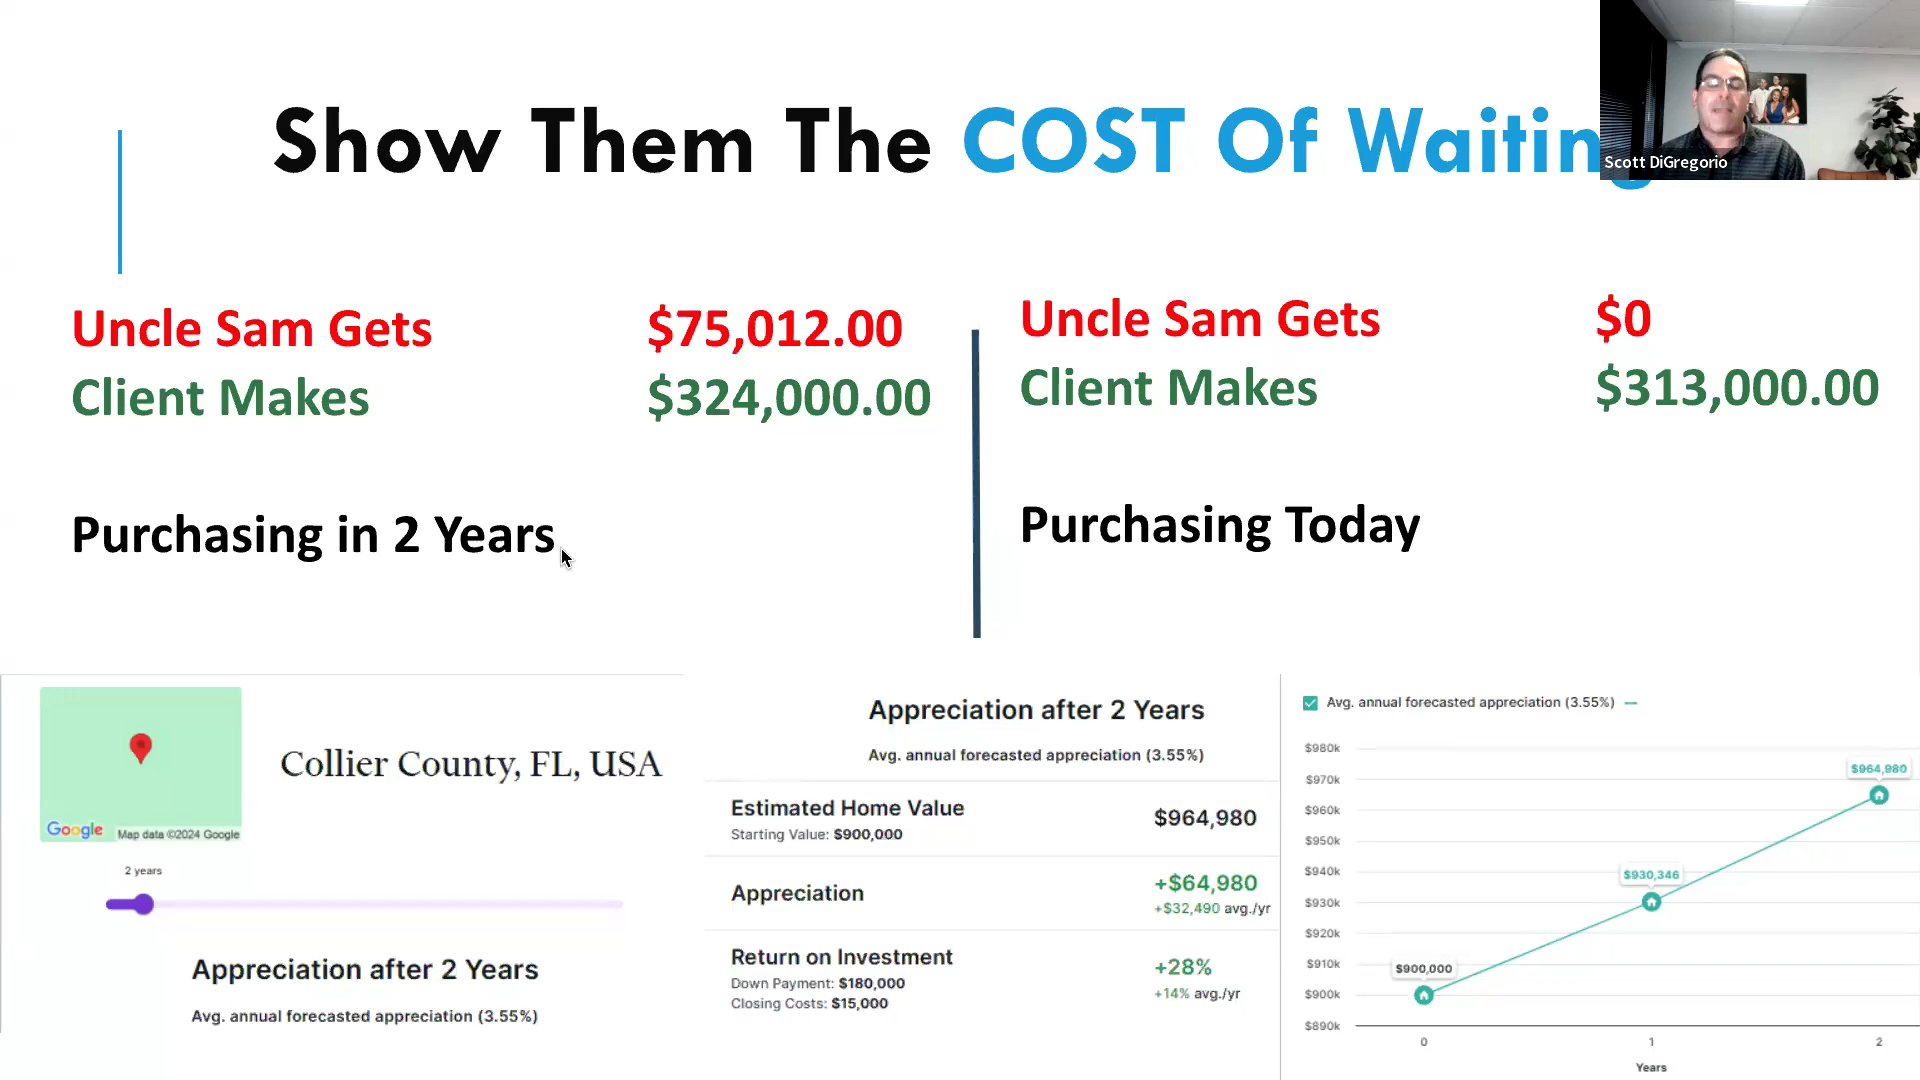 Show Them The COST Of Waiting
Scott DiGregorio
Uncle Sam Gets $75,012.00
Client Makes $324,000.00
Purchasing in 2 Years
Uncle Sam Gets $0
Client Makes $313,000.00
Purchasing Today
Google Map data ©2024 Google
Collier County, FL, USA
2 years
Appreciation after 2 Years
Avg. annual forecasted appreciation (3.55%)
Appreciation after 2 Years
Avg. annual forecasted appreciation (3.55%)
Estimated Home Value
Starting Value: $900,000
$964,980
Appreciation
+$64,980
+$32,490 avg./yr
Return on Investment
Down Payment: $180,000
Closing Costs: $15,000
+28%
+14% avg./yr
Avg. annual forecasted appreciation (3.55%)
$980k
$970k
$960k
$950k
$940k
$930k
$920k
$910k
$900k
$890k
$900,000
$930,346
$964,980
0 1 2
Years